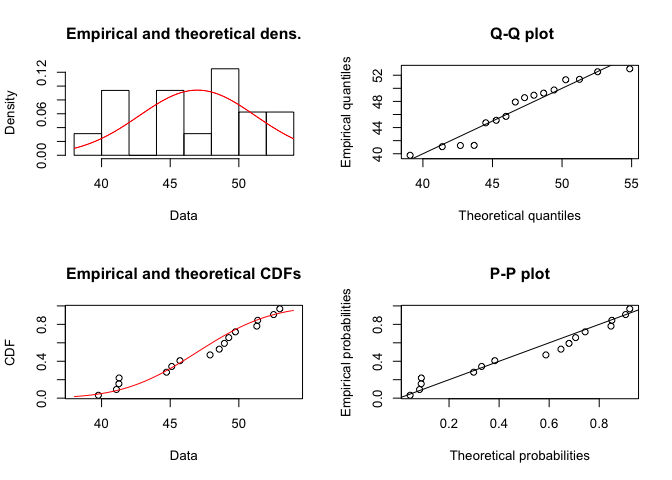 Empirical and theoretical dens.
Density
0.00 0.06 0.12
40 45 50
Data
Q-Q plot
Empirical quantiles
40 44 48 52
40 45 50 55
Theoretical quantiles
Empirical and theoretical CDFs
CDF
0.0 0.4 0.8
40 45 50
Data
P-P plot
Empirical probabilities
0.0 0.4 0.8
0.2 0.4 0.6 0.8
Theoretical probabilities